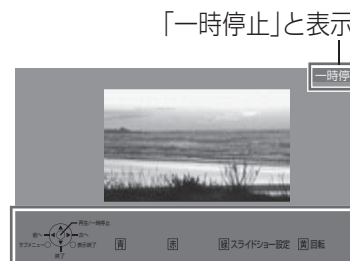 「一時停止」と表示
一時停
再生/一時停止
前へ 次へ
サブメニュー 表示終了
終了
青 赤 緑 スライドショー設定 黄 回転